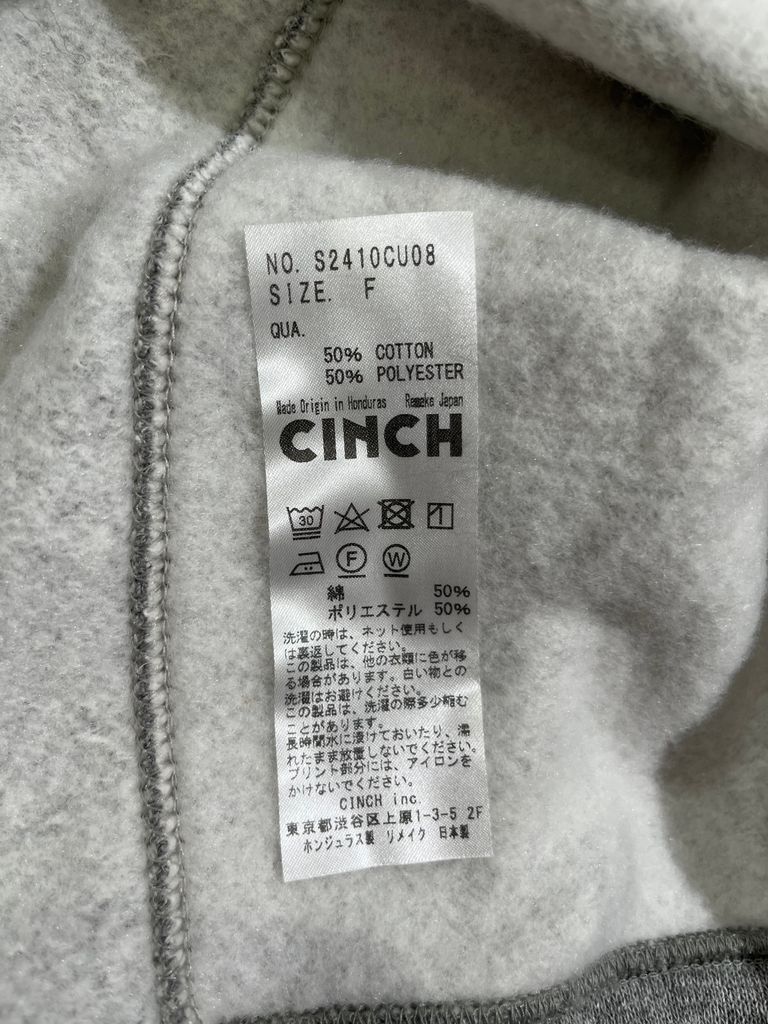 NO. S2410CU08
SIZE. F
QUA.
50% COTTON
50% POLYESTER
Made Origin in Honduras Remake Japan
CINCH
30
F W
綿 50%
ポリエステル 50%
洗濯の時は、ネット使用もしく
は裏返してください。
この製品は、他の衣類に色が移
る場合があります。白い物との
洗濯はお避けください。
この製品は、洗濯の際多少縮む
ことがあります。
長時間水に浸けておいたり、濡
れたまま放置しないでください。
プリント部分には、アイロンを
かけないでください。
CINCH inc.
東京都渋谷区上原1-3-5 2F
ホンジュラス製 リメイク 日本製